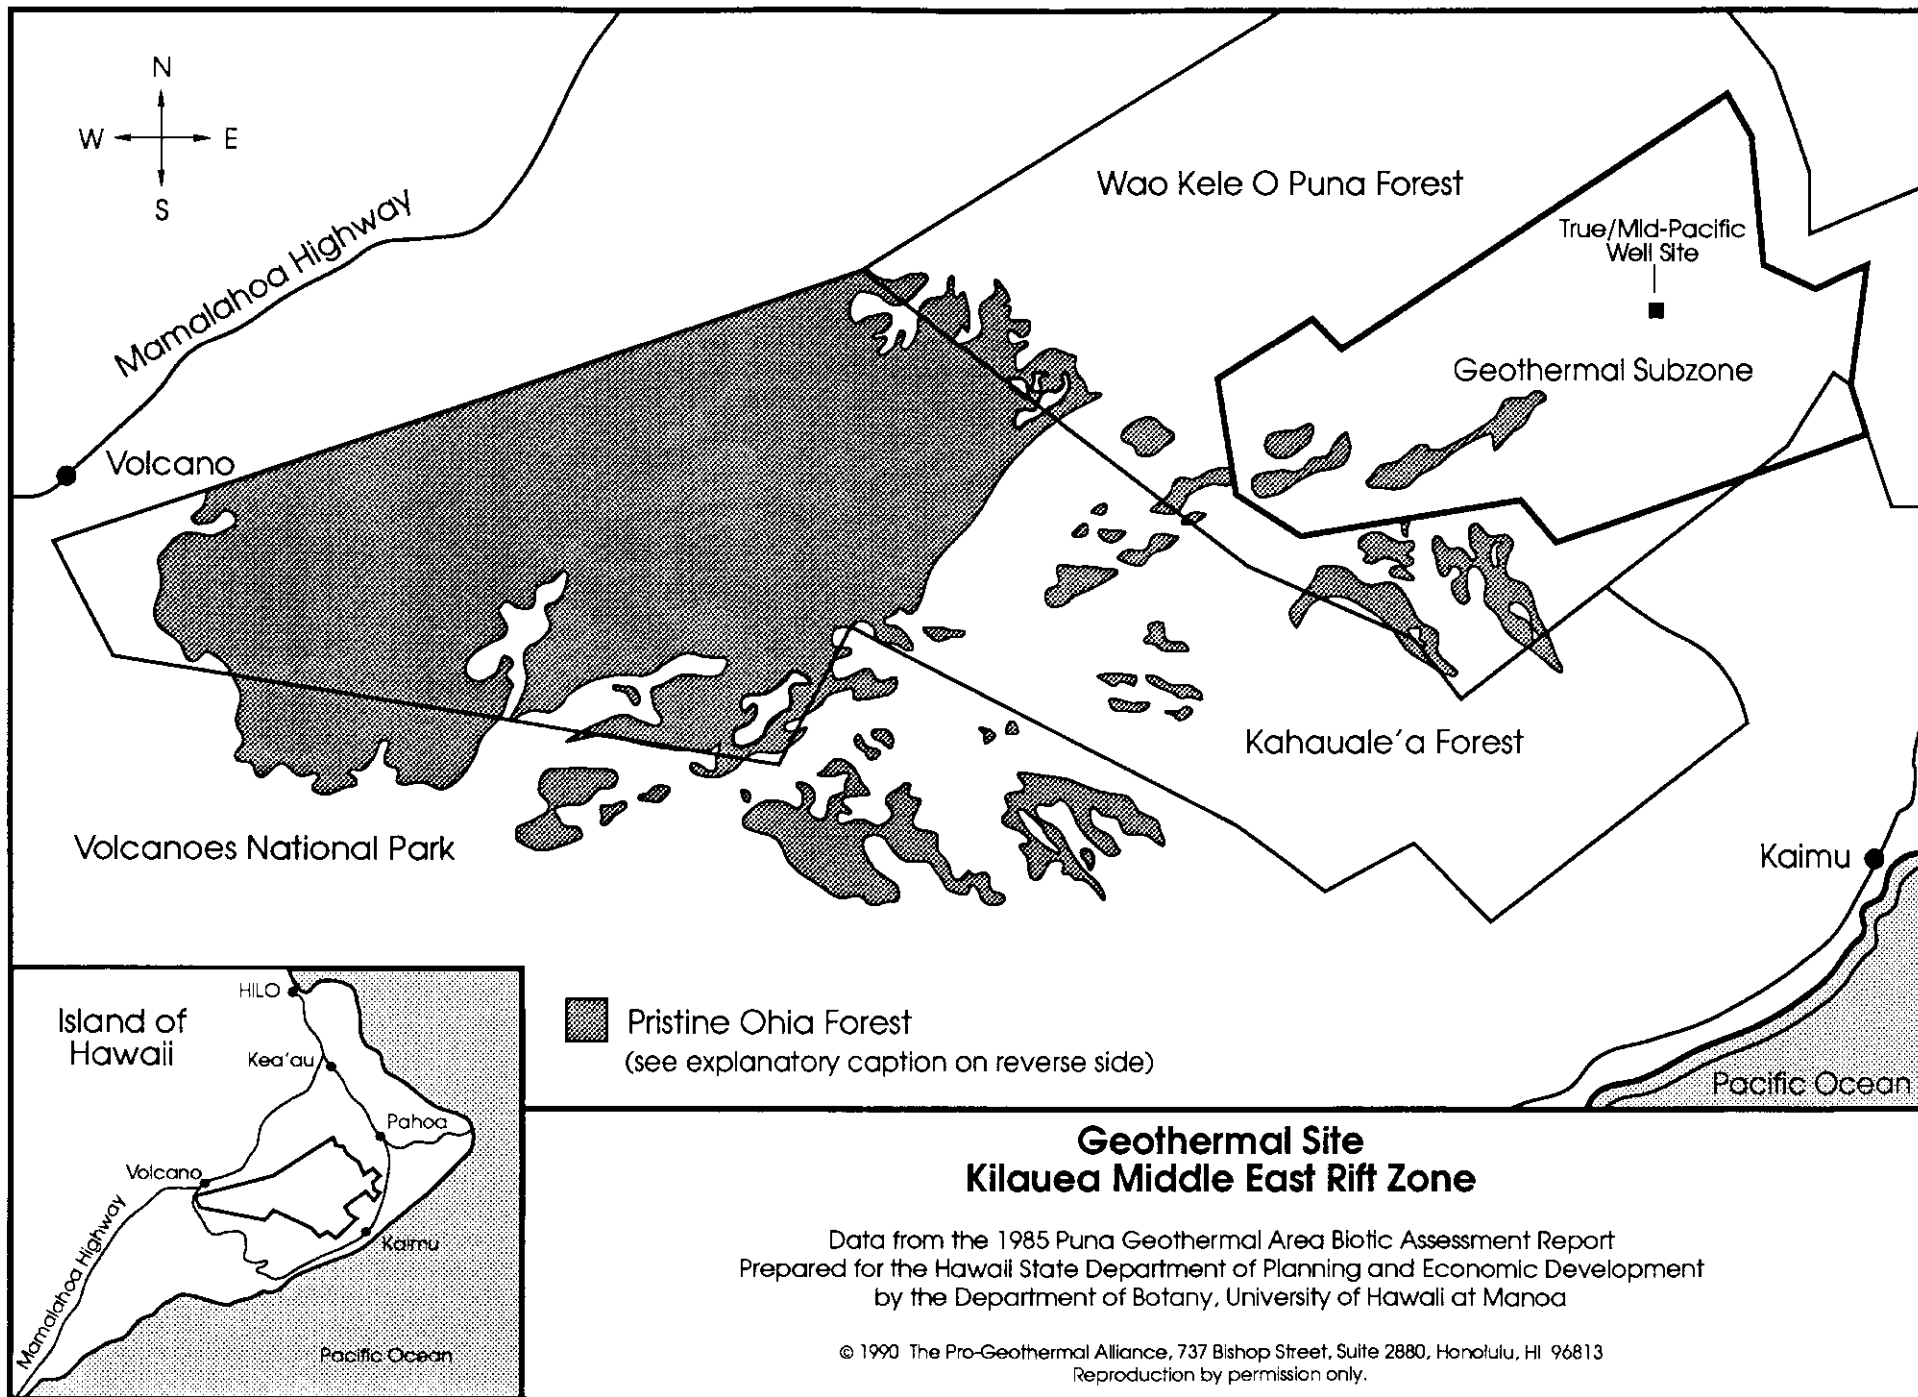 N
W E
S
Mamalahoa Highway
Wao Kele O Puna Forest
True/Mid-Pacific
Well Site
Geothermal Subzone
Volcano
Kahauale'a Forest
Volcanoes National Park
Kaimu
Pacific Ocean
Pristine Ohia Forest
(see explanatory caption on reverse side)
Island of
Hawaii
HILO
Kea'au
Pahoa
Volcano
Kaimu
Mamalahoa Highway
Pacific Ocean
Geothermal Site
Kilauea Middle East Rift Zone
Data from the 1985 Puna Geothermal Area Biotic Assessment Report
Prepared for the Hawaii State Department of Planning and Economic Development
by the Department of Botany, University of Hawaii at Manoa
© 1990 The Pro-Geothermal Alliance, 737 Bishop Street, Suite 2880, Honolulu, HI 96813
Reproduction by permission only.